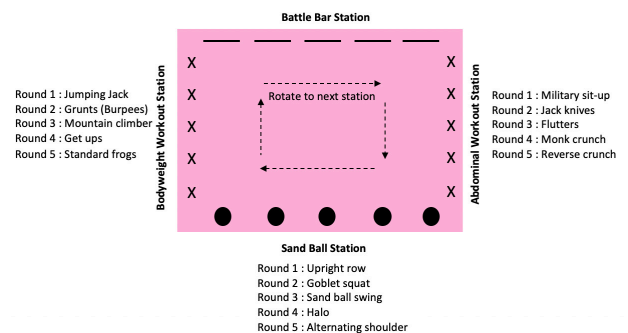 Battle Bar Station
Bodyweight Workout Station
Round 1 : Jumping Jack
Round 2 : Grunts (Burpees)
Round 3 : Mountain climber
Round 4 : Get ups
Round 5 : Standard frogs
X
X
X
X
X
Rotate to next station
X
X
X
X
X
Abdominal Workout Station
Round 1 : Military sit-up
Round 2 : Jack knives
Round 3 : Flutters
Round 4 : Monk crunch
Round 5 : Reverse crunch
Sand Ball Station
Round 1 : Upright row
Round 2 : Goblet squat
Round 3 : Sand ball swing
Round 4 : Halo
Round 5 : Alternating shoulder